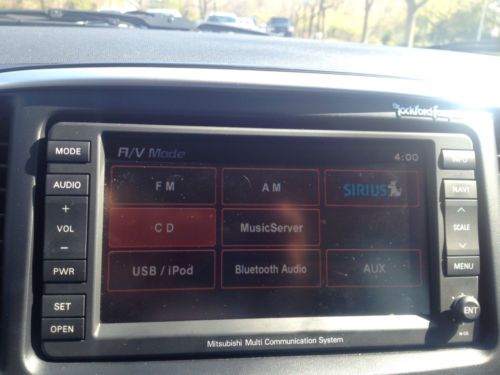 Rockford Fosgate
MODE
AUDIO
+
VOL
−
PWR
SET
OPEN
A/V Mode
4:00
FM
AM
SIRIUS
CD
MusicServer
USB / iPod
Bluetooth Audio
AUX
INFO
NAVI
SCALE
MENU
ENT
Mitsubishi Multi Communication System